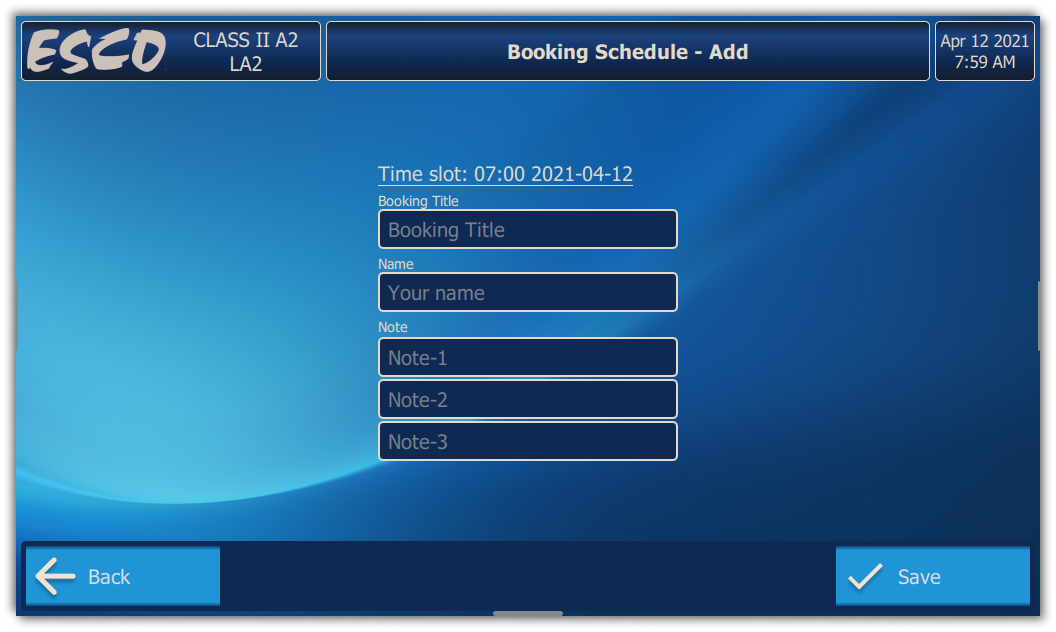 ESCO
CLASS II A2
LA2
Booking Schedule - Add
Apr 12 2021
7:59 AM
Time slot: 07:00 2021-04-12
Booking Title
Booking Title
Name
Your name
Note
Note-1
Note-2
Note-3
Back
Save